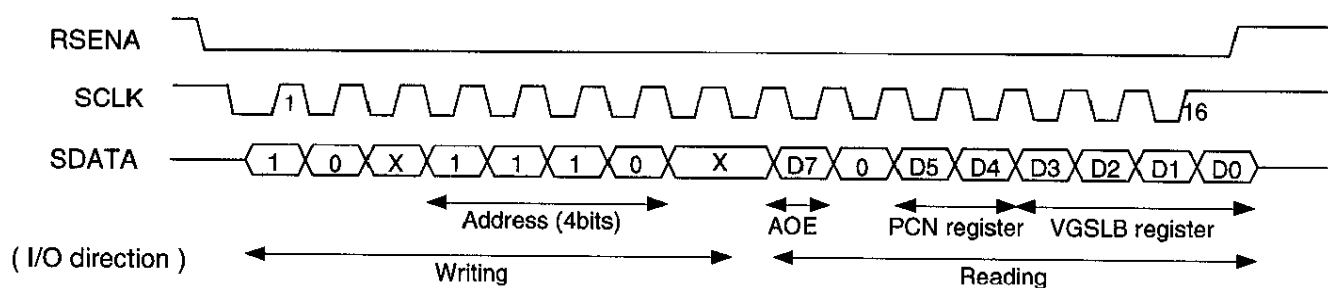 RSENA
SCLK 1 16
SDATA 1 0 X 1 1 1 0 X D7 0 D5 D4 D3 D2 D1 D0
Address (4bits) AOE PCN register VGSLB register
( I/O direction ) Writing Reading